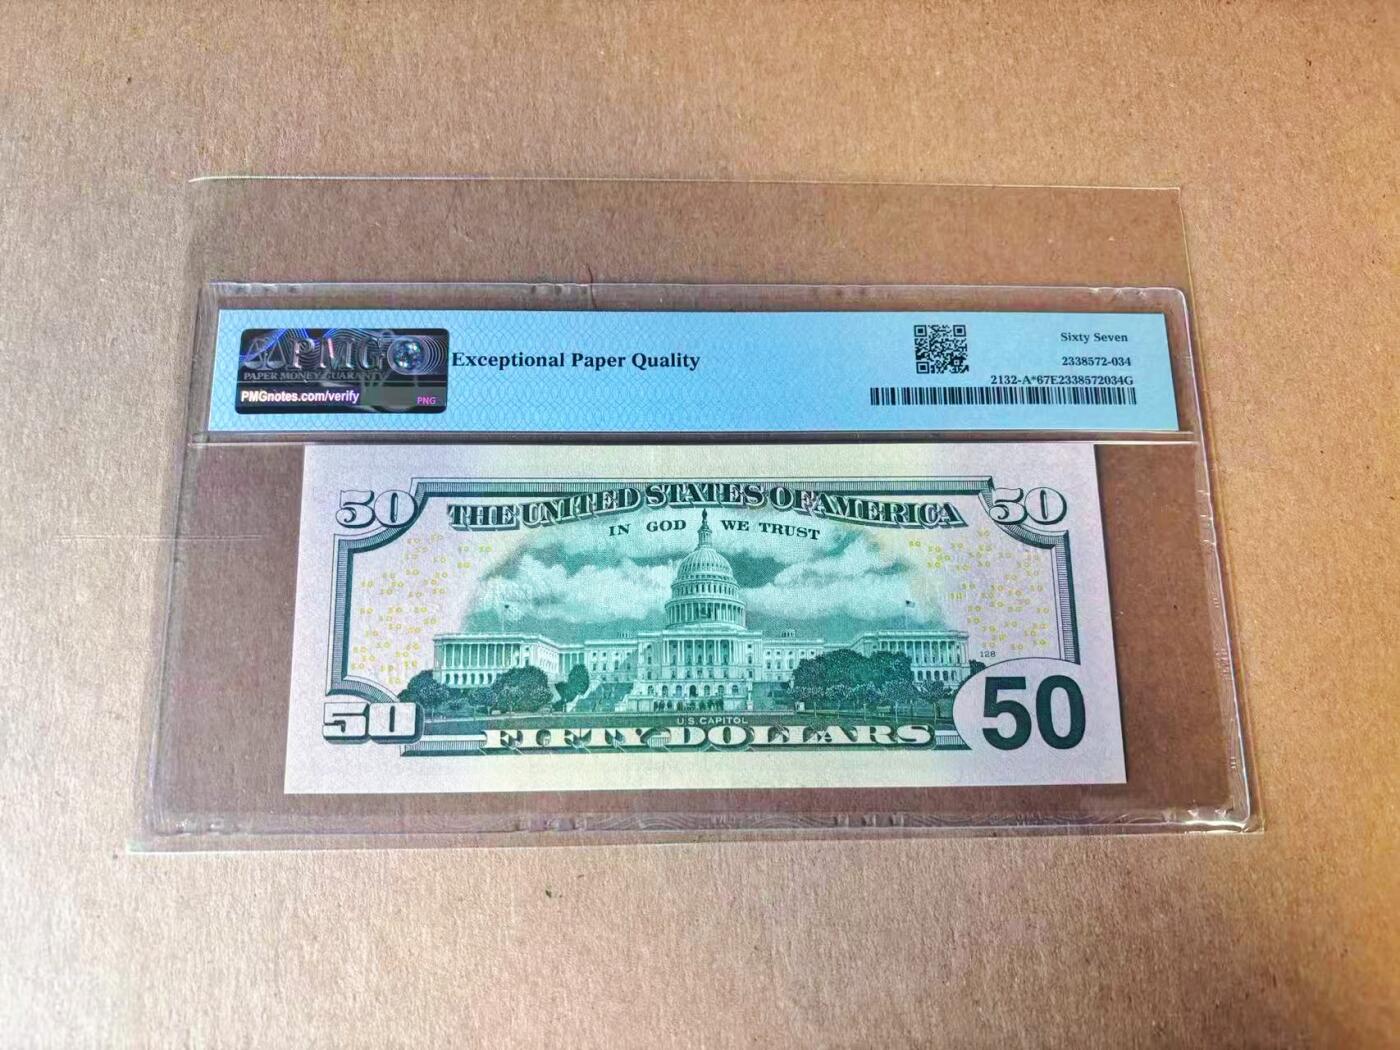 PMG
PAPER MONEY GUARANTY
PMGnotes.com/verify
PNG
Exceptional Paper Quality
Sixty Seven
2338572-034
2132-A*67E2338572034G
50
THE UNITED STATES OF AMERICA
50
IN GOD WE TRUST
128
50
U.S. CAPITOL
FIFTY DOLLARS
50